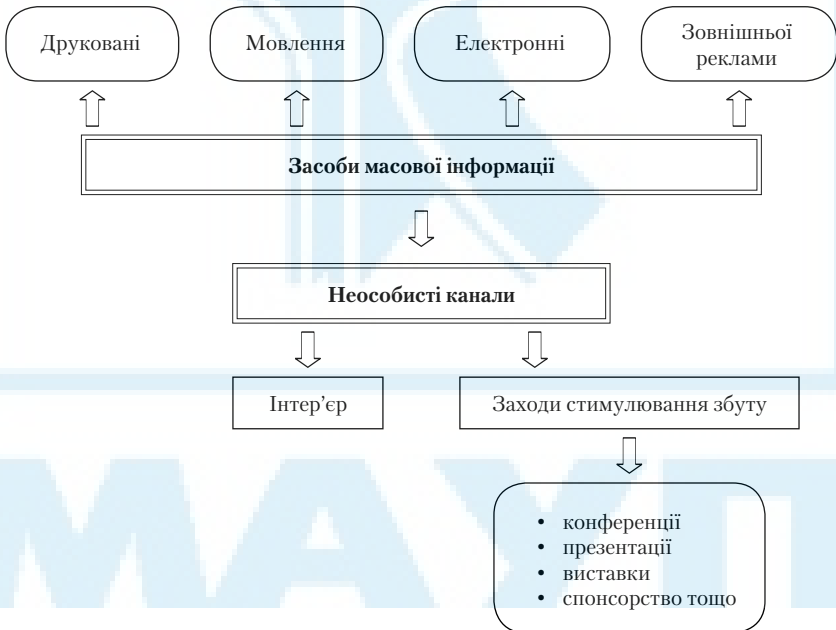 Друковані
Мовлення
Електронні
Зовнішньої
реклами
Засоби масової інформації
Неособисті канали
Інтер’єр
Заходи стимулювання збуту
• конференції
• презентації
• виставки
• спонсорство тощо
МАУП